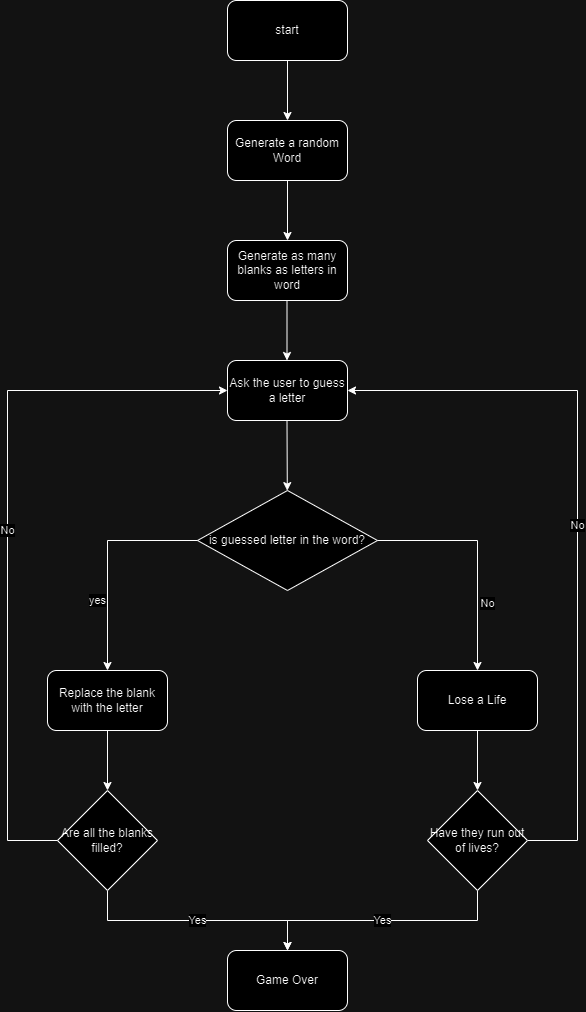 start
Generate a random
Word
Generate as many
blanks as letters in
word
Ask the user to guess
a letter
No
No
is guessed letter in the word?
yes
No
Replace the blank
with the letter
Lose a Life
Are all the blanks
filled?
Have they run out
of lives?
Yes
Yes
Game Over